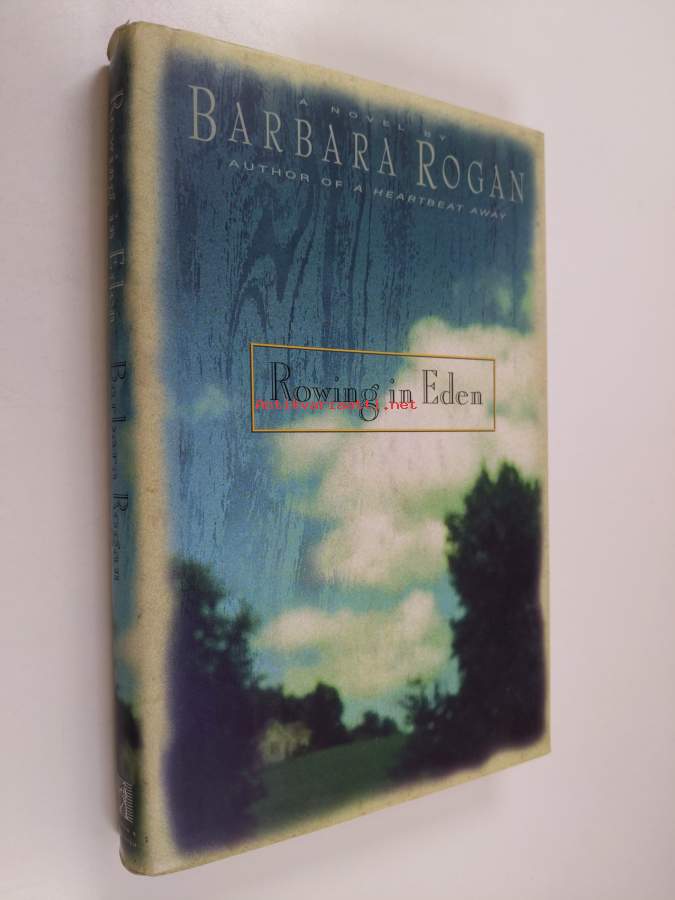 A NOVEL BY
BARBARA ROGAN
AUTHOR OF A HEARTBEAT AWAY
Rowing in Eden
Antikvariaatti.net
Rowing in Eden Barbara Rogan